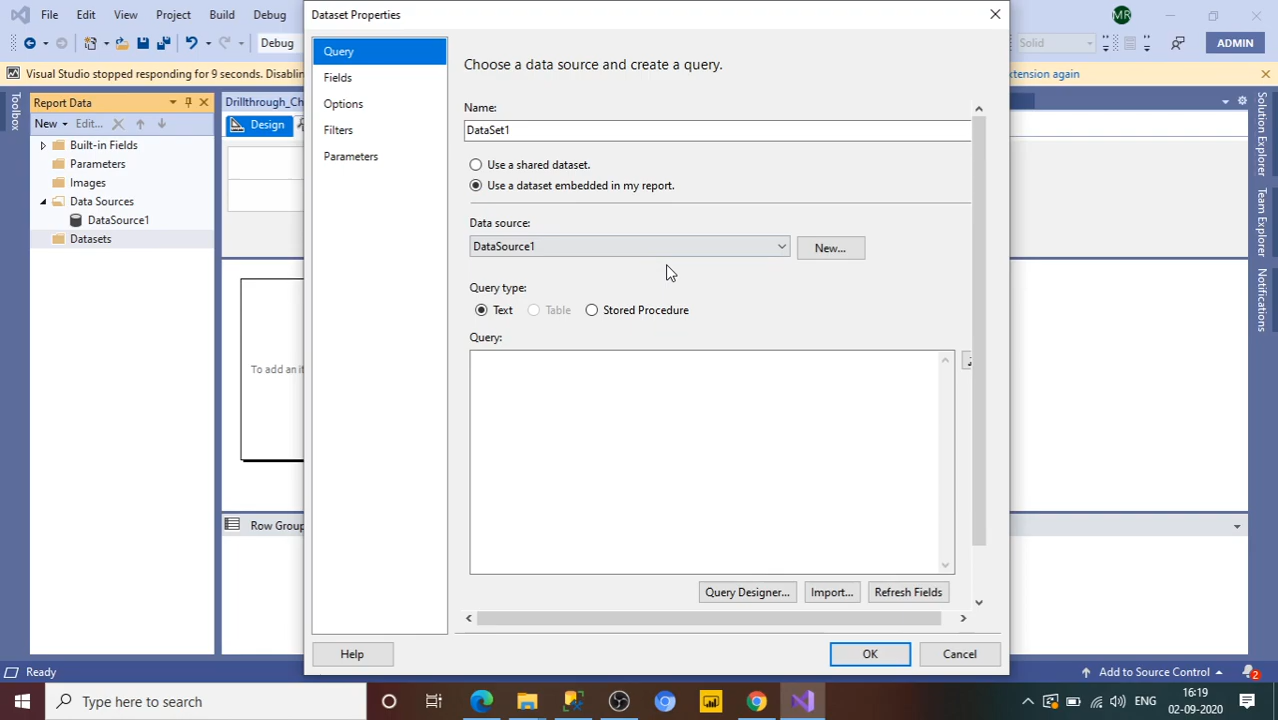 File Edit View Project Build Debug
Dataset Properties
MR
Debug
Solid
ADMIN
Visual Studio stopped responding for 9 seconds. Disablin
xtension again
Toolbox
Report Data
New Edit...
Built-in Fields
Parameters
Images
Data Sources
DataSource1
Datasets
Drillthrough_Ch
Design
To add an it
Row Group
Query
Fields
Options
Filters
Parameters
Choose a data source and create a query.
Name:
DataSet1
Use a shared dataset.
Use a dataset embedded in my report.
Data source:
DataSource1
New...
Query type:
Text Table Stored Procedure
Query:
Query Designer... Import... Refresh Fields
Help
OK Cancel
Solution Explorer
Team Explorer
Notifications
Ready
Add to Source Control
2
Type here to search
ENG
16:19
02-09-2020